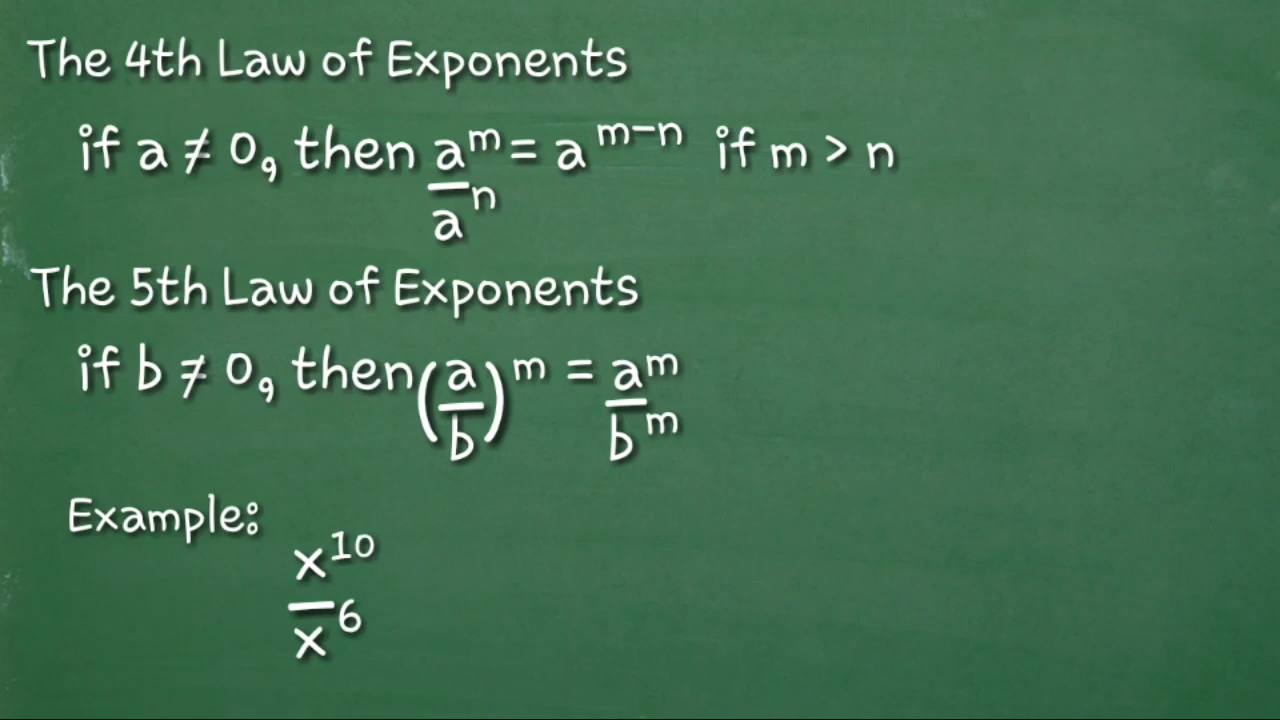 The 4th Law of Exponents
if a ≠ 0, then a^m/a^n = a^m-n if m > n
The 5th Law of Exponents
if b ≠ 0, then (a/b)^m = a^m/b^m
Example:
x^10/x^6